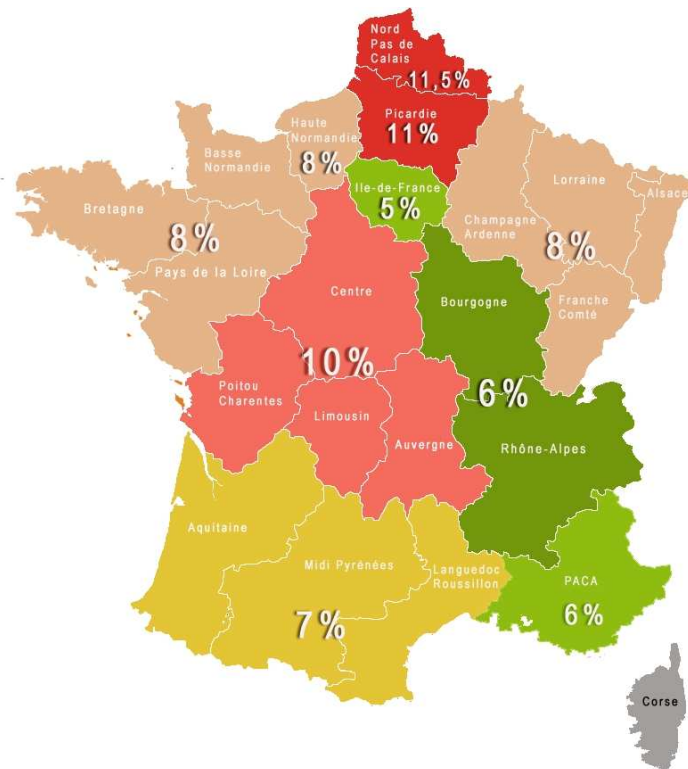 Nord
Pas de
Calais
11,5%
Picardie
11%
Haute
Normandie
8%
Basse
Normandie
Ile-de-France
5%
Lorraine
Alsace
Champagne
Ardenne
8%
Bretagne
8%
Pays de la Loire
Centre
Bourgogne
Franche
Comté
10%
6%
Poitou
Charentes
Limousin
Auvergne
Rhône-Alpes
Aquitaine
Midi Pyrénées
Languedoc
Roussillon
PACA
6%
7%
Corse